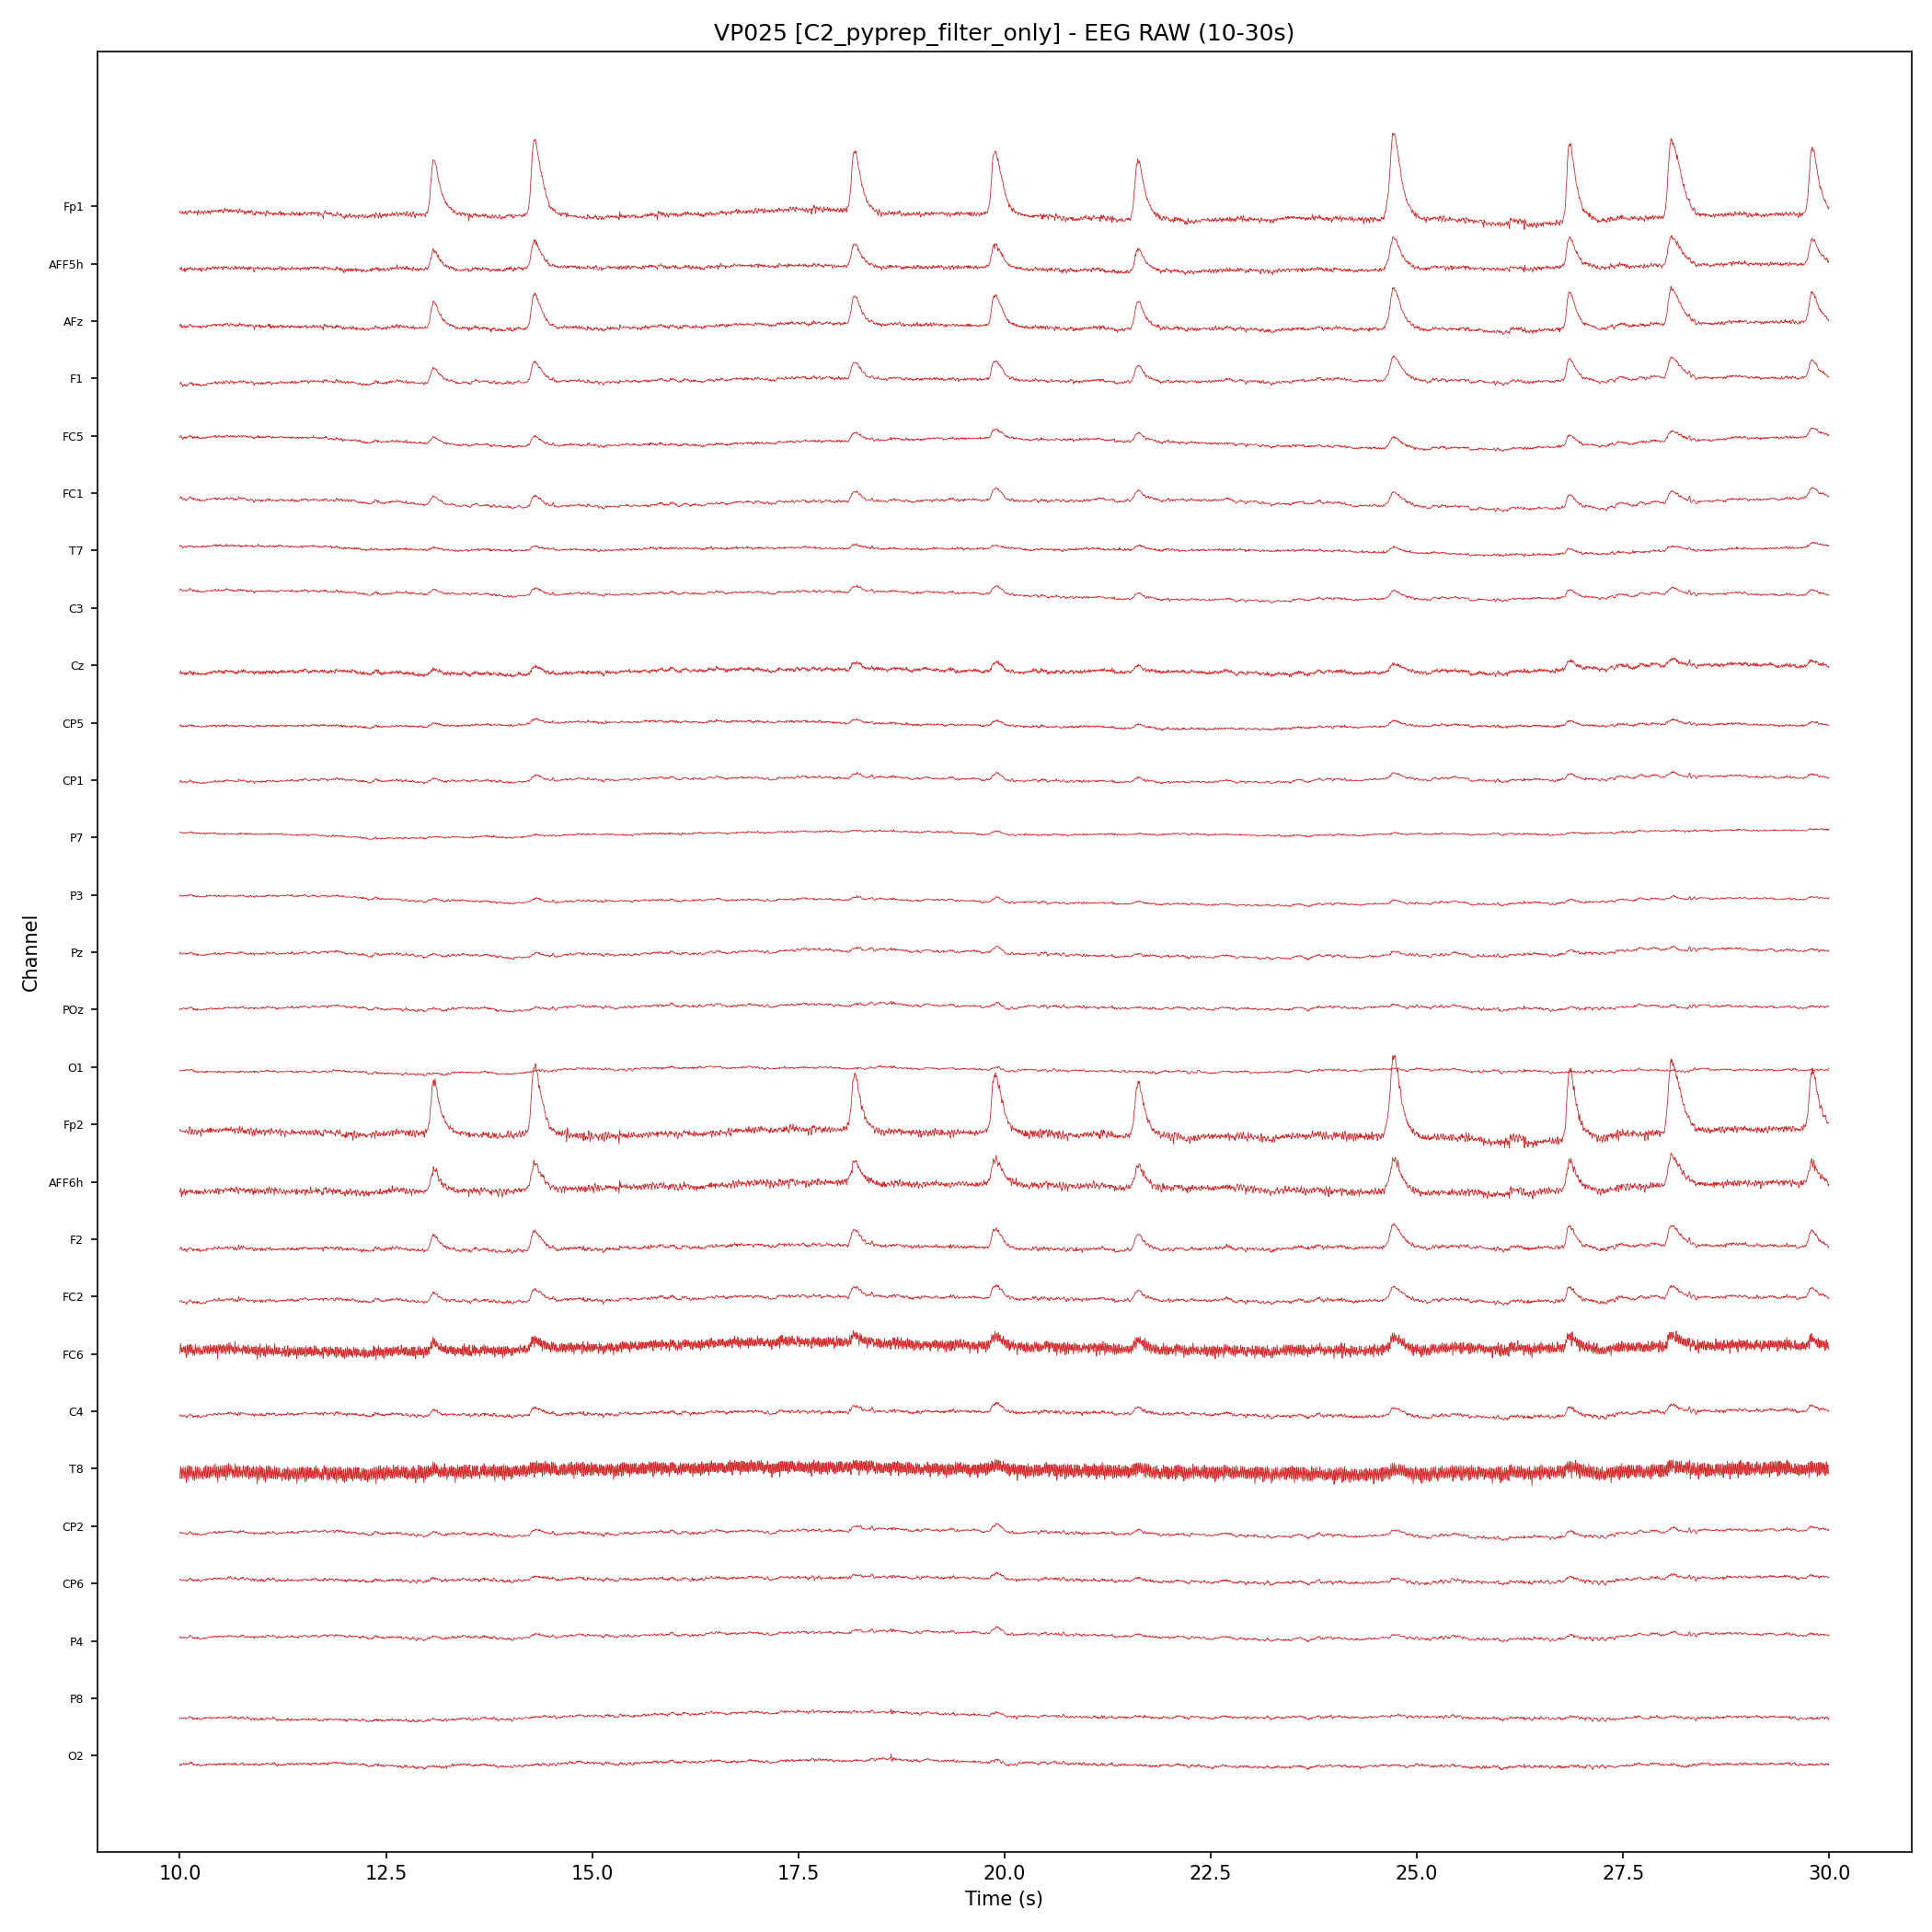 VP025 [C2_pyprep_filter_only] - EEG RAW (10-30s)
Channel
Fp1
AFF5h
AFz
F1
FC5
FC1
T7
C3
Cz
CP5
CP1
P7
P3
Pz
POz
O1
Fp2
AFF6h
F2
FC2
FC6
C4
T8
CP2
CP6
P4
P8
O2
10.0 12.5 15.0 17.5 20.0 22.5 25.0 27.5 30.0
Time (s)